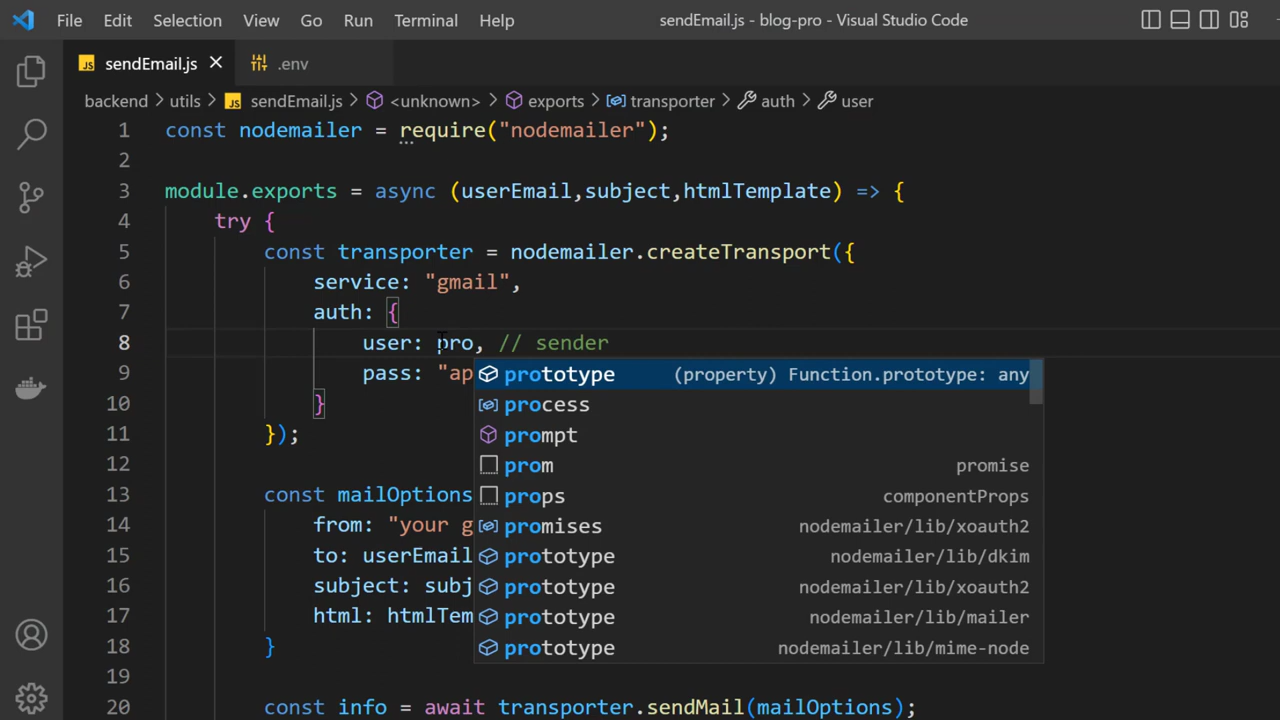 File Edit Selection View Go Run Terminal Help sendEmail.js - blog-pro - Visual Studio Code
JS sendEmail.js .env
backend > utils > JS sendEmail.js > <unknown> > exports > transporter > auth > user
1 const nodemailer = require("nodemailer");
2
3 module.exports = async (userEmail,subject,htmlTemplate) => {
4 try {
5 const transporter = nodemailer.createTransport({
6 service: "gmail",
7 auth: {
8 user: pro, // sender
9 pass: "ap
prototype (property) Function.prototype: any
10 }
process
11 });
prompt
12
prom promise
13 const mailOptions
props componentProps
14 from: "your g
promises nodemailer/lib/xoauth2
15 to: userEmail
prototype nodemailer/lib/dkim
16 subject: subj
prototype nodemailer/lib/xoauth2
17 html: htmlTem
prototype nodemailer/lib/mailer
18 }
prototype nodemailer/lib/mime-node
19
20 const info = await transporter.sendMail(mailOptions);